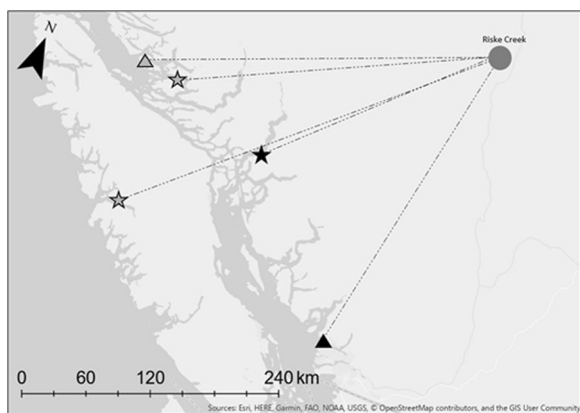 N
Riske Creek
0 60 120 240 km
Sources: Esri, HERE, Garmin, FAO, NOAA, USGS, © OpenStreetMap contributors, and the GIS User Community